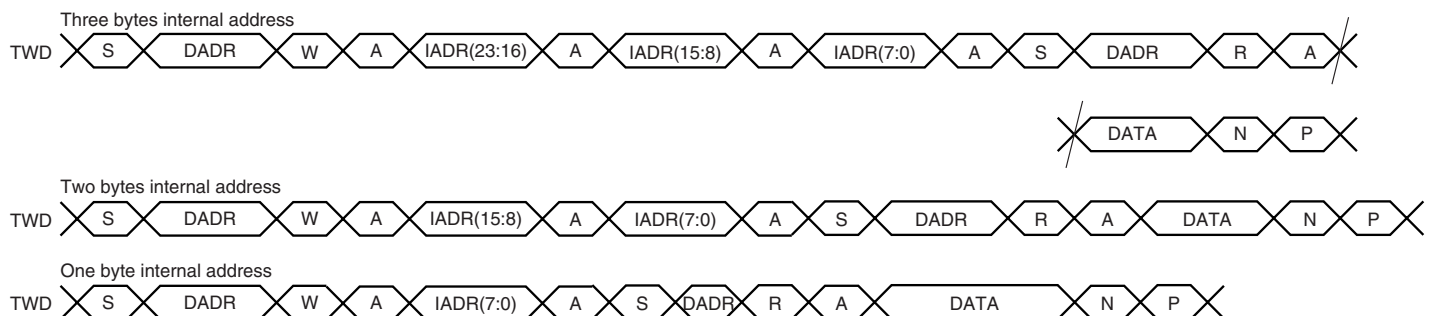 Three bytes internal address
TWD S DADR W A IADR(23:16) A IADR(15:8) A IADR(7:0) A S DADR R A
DATA N P
Two bytes internal address
TWD S DADR W A IADR(15:8) A IADR(7:0) A S DADR R A DATA N P
One byte internal address
TWD S DADR W A IADR(7:0) A S DADR R A DATA N P